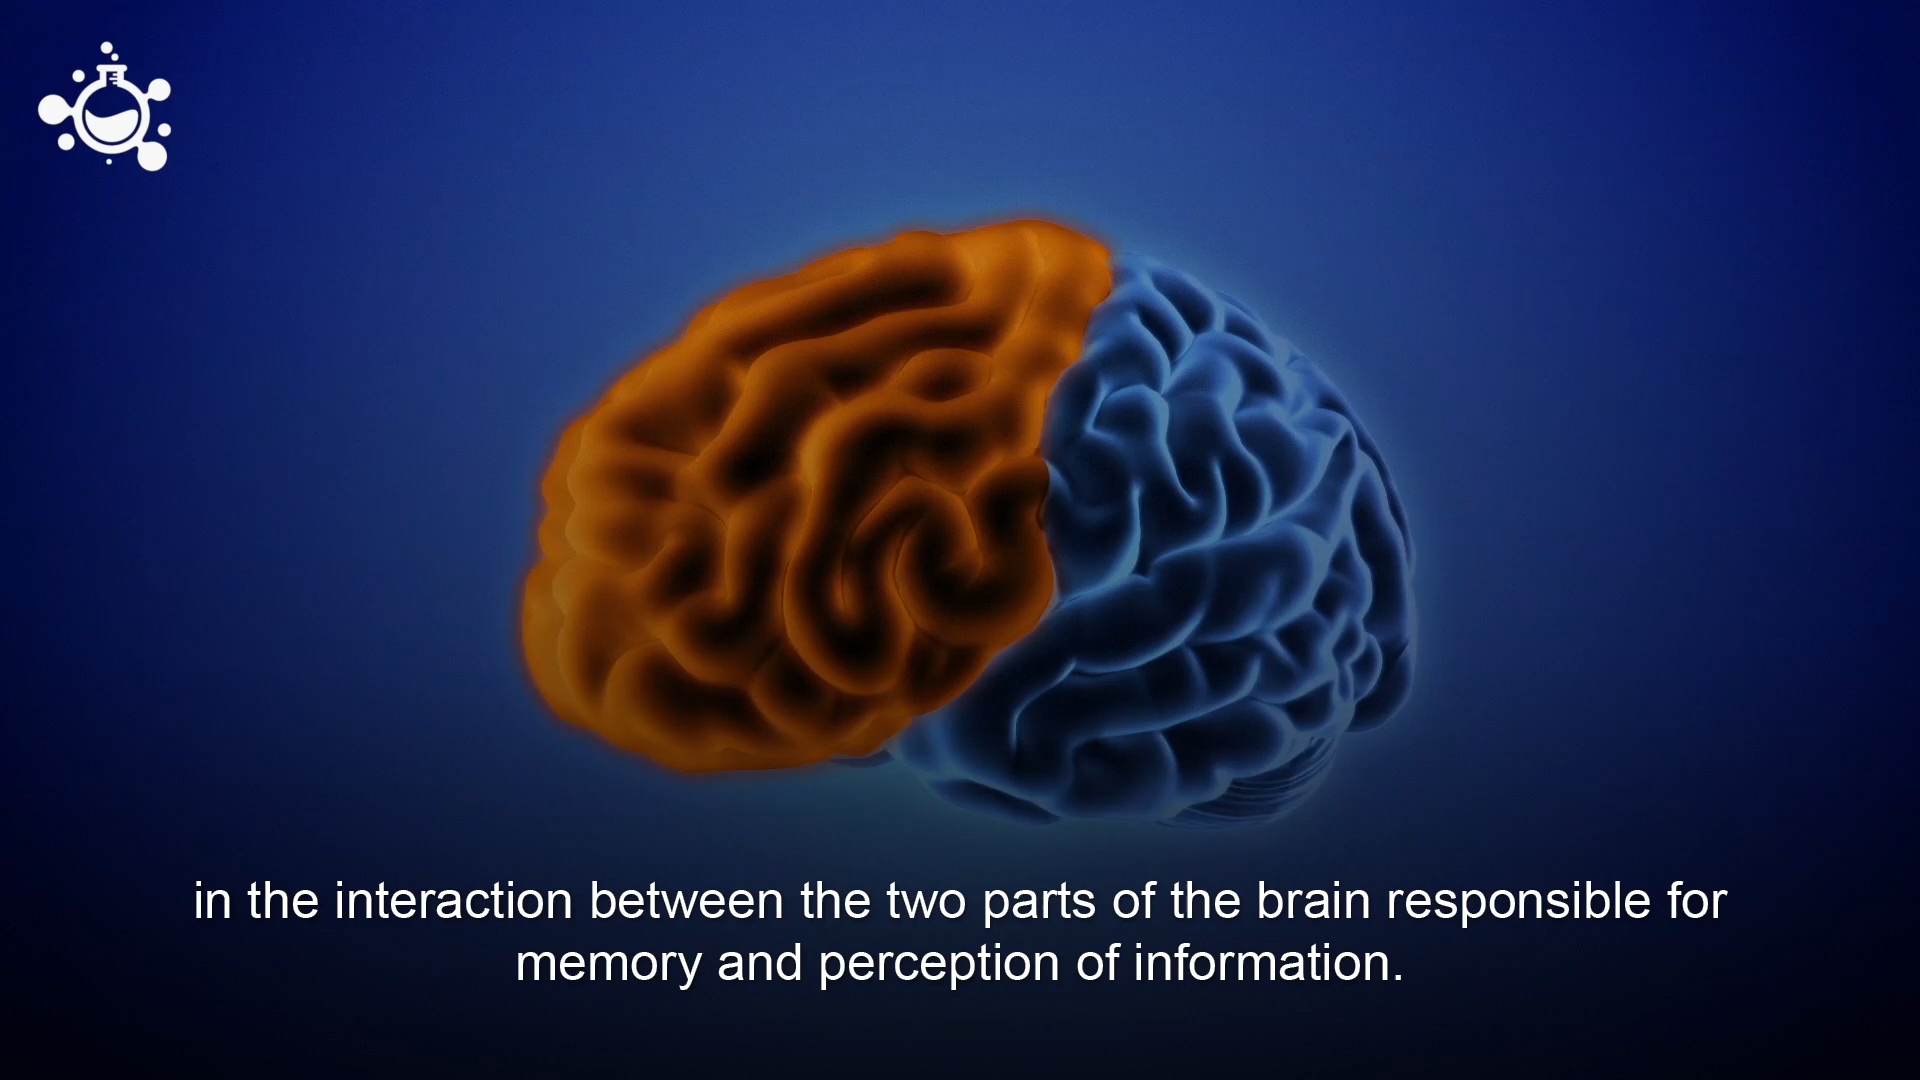 in the interaction between the two parts of the brain responsible for
memory and perception of information.